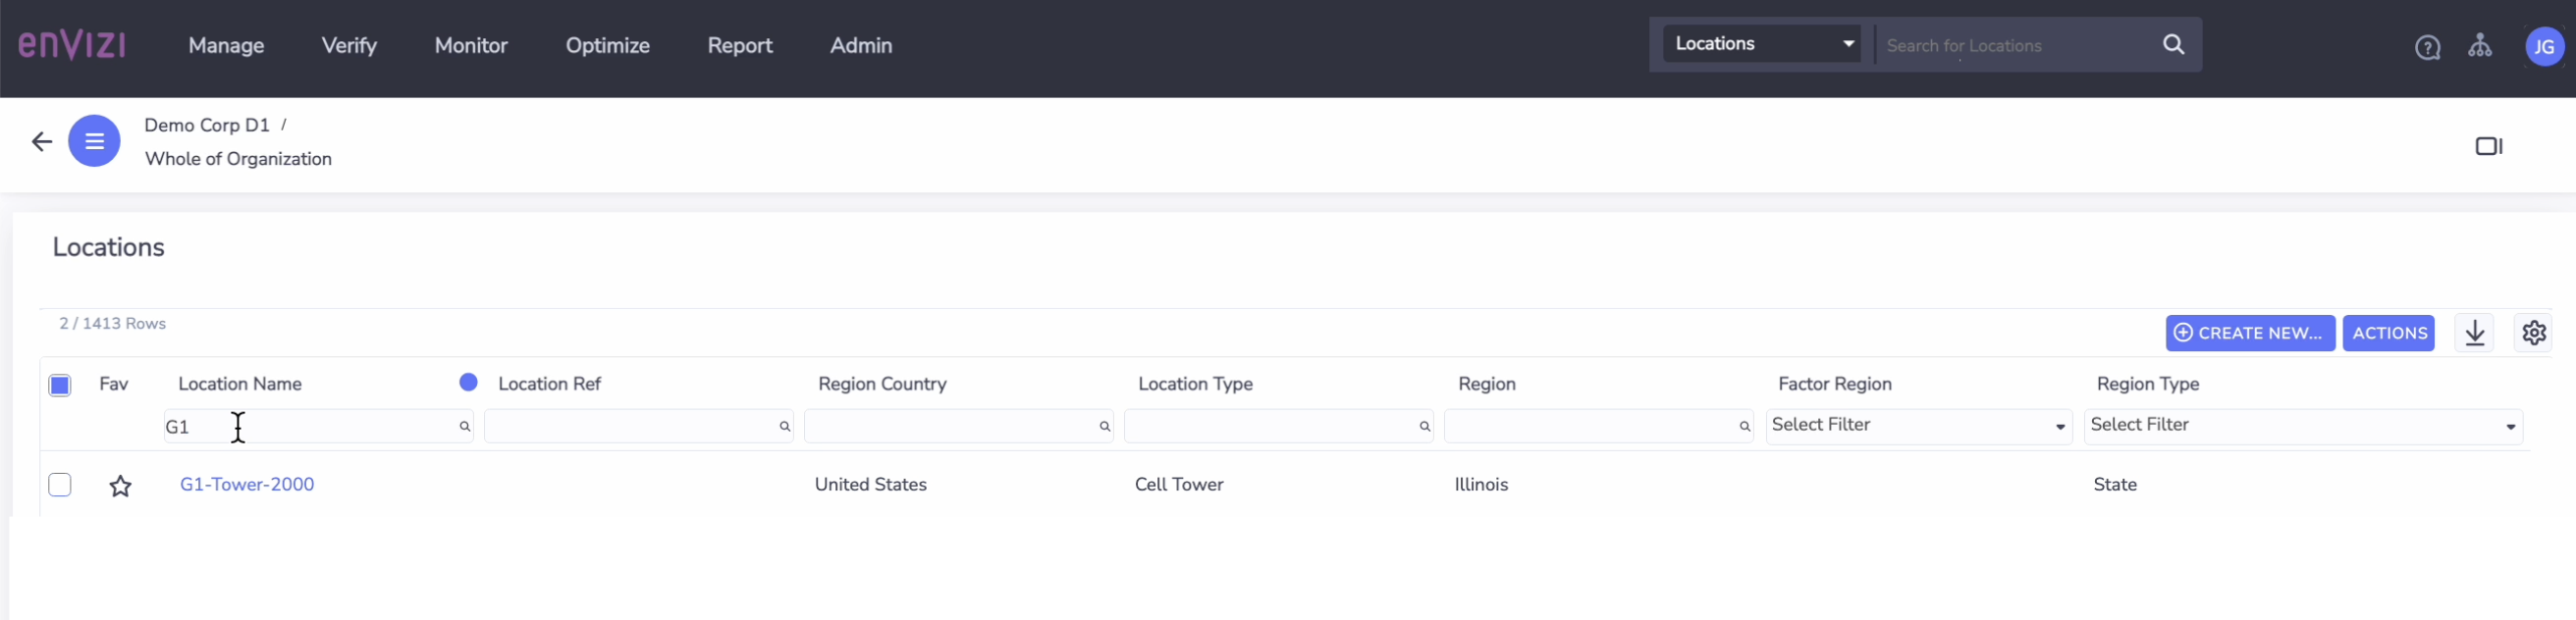 enVizi Manage Verify Monitor Optimize Report Admin Locations Search for Locations ? JG
Demo Corp D1 /
Whole of Organization
Locations
2 / 1413 Rows
CREATE NEW... ACTIONS
Fav Location Name Location Ref Region Country Location Type Region Factor Region Region Type
G1 Select Filter Select Filter
G1-Tower-2000 United States Cell Tower Illinois State